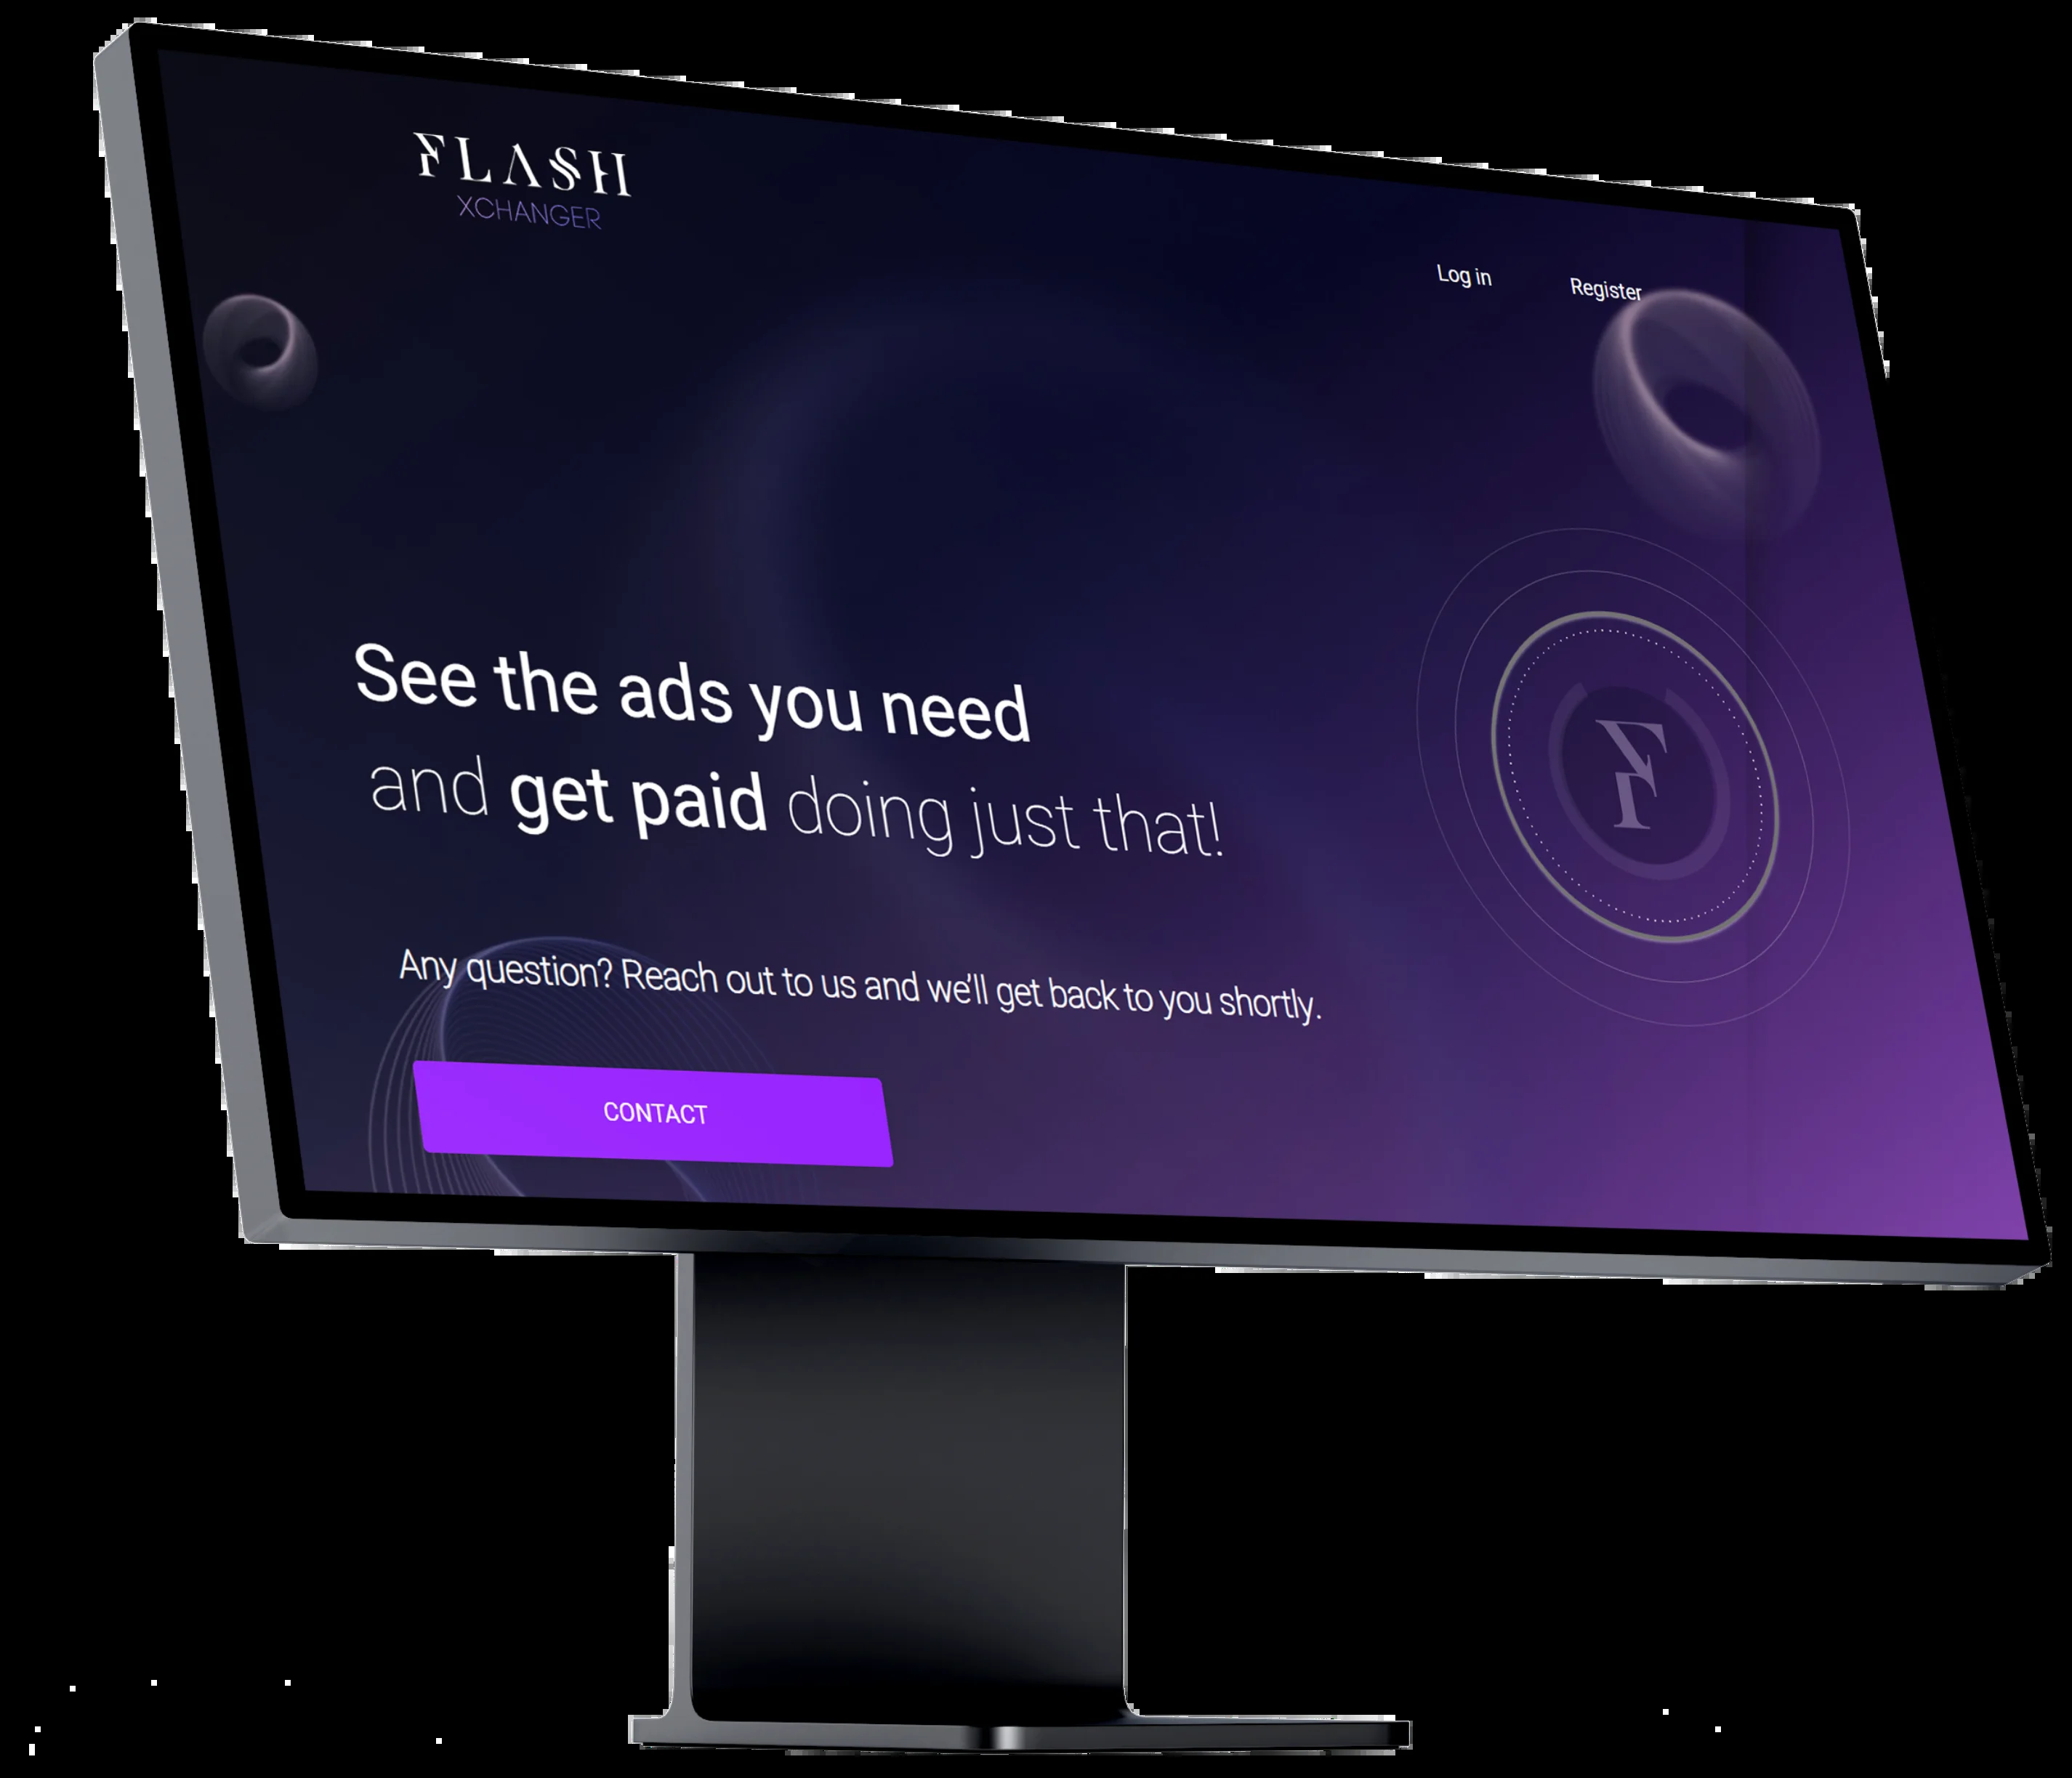 FLASH
XCHANGER
Log in
Register
See the ads you need
and get paid doing just that!
F
Any question? Reach out to us and we'll get back to you shortly.
CONTACT